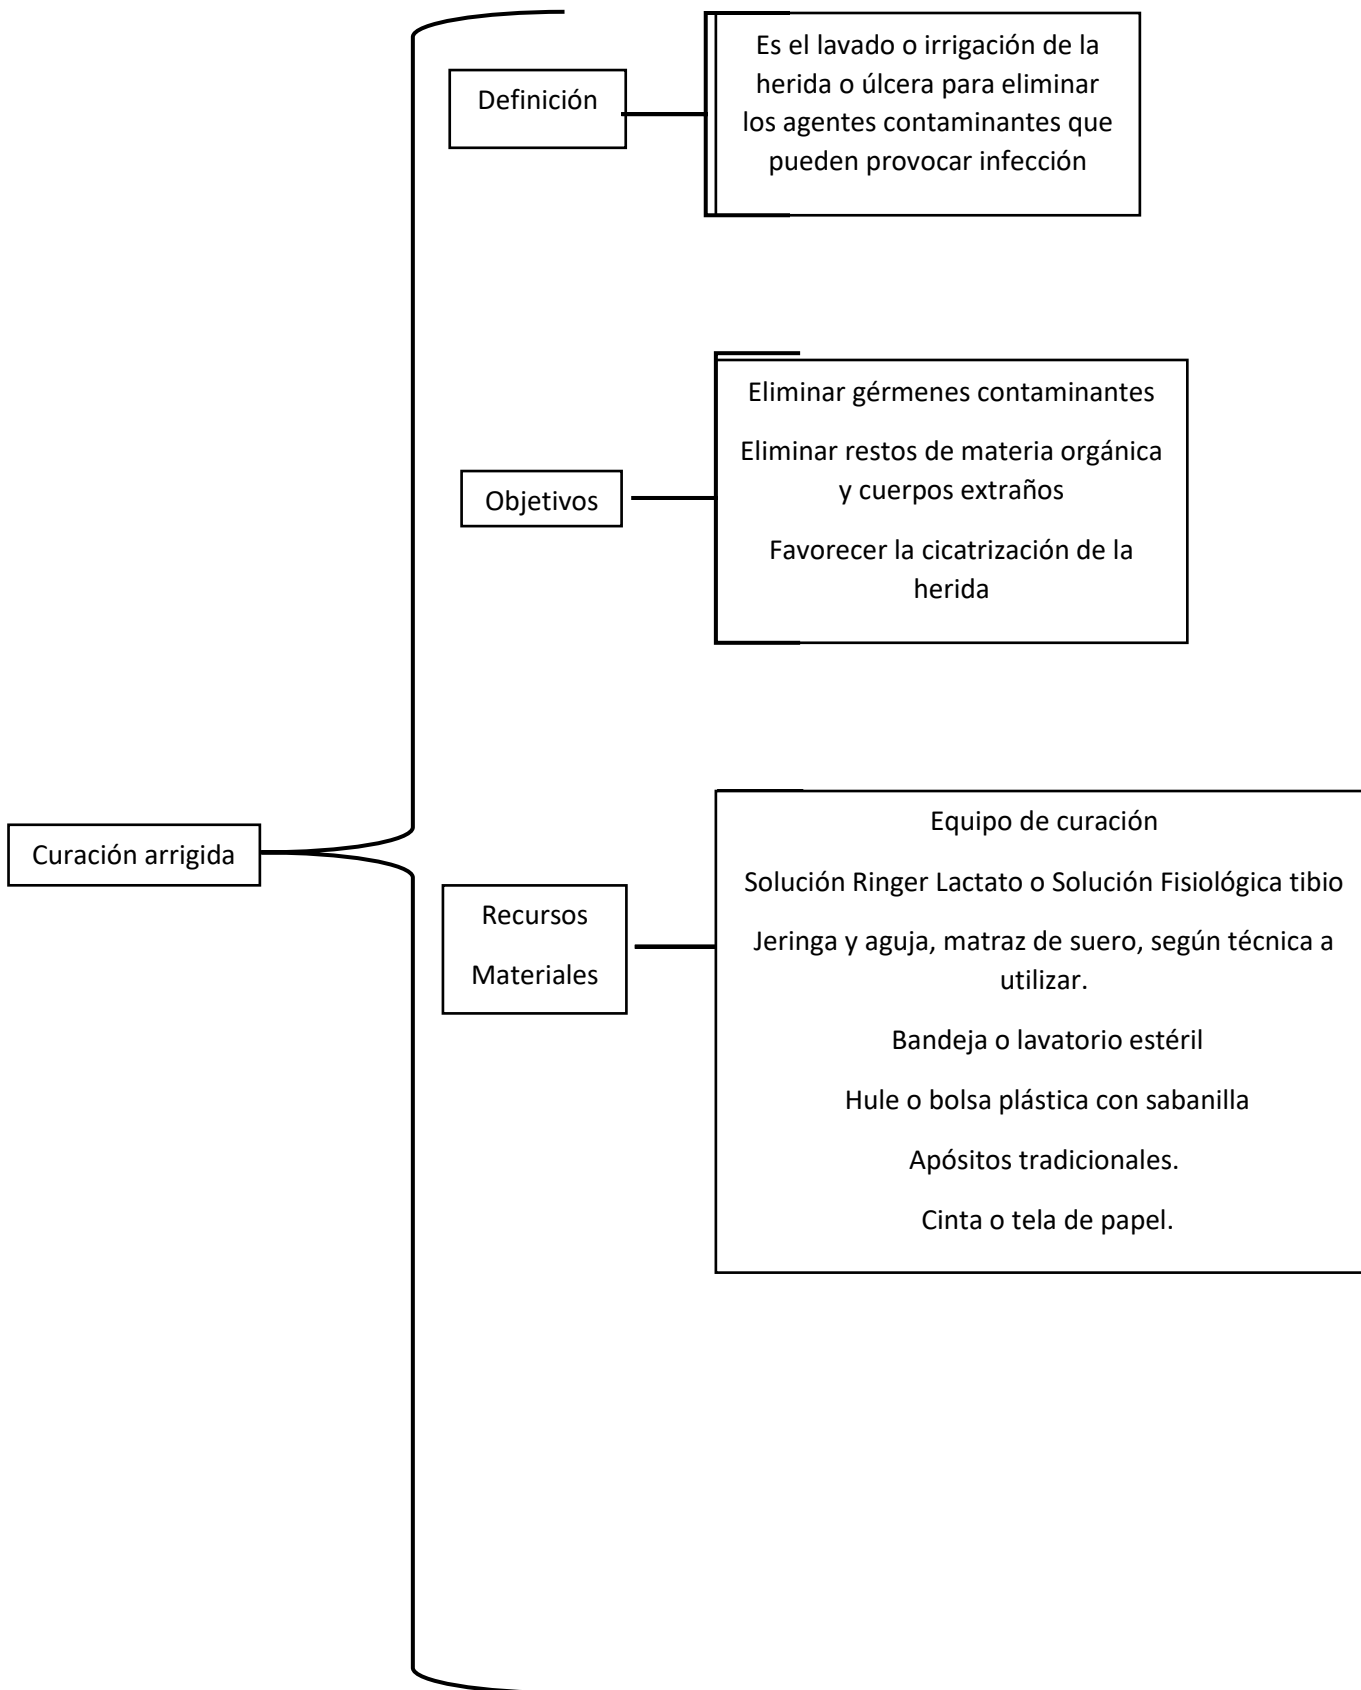 Curación arrigida
Definición
Es el lavado o irrigación de la
herida o úlcera para eliminar
los agentes contaminantes que
pueden provocar infección
Objetivos
Eliminar gérmenes contaminantes
Eliminar restos de materia orgánica
y cuerpos extraños
Favorecer la cicatrización de la
herida
Recursos
Materiales
Equipo de curación
Solución Ringer Lactato o Solución Fisiológica tibio
Jeringa y aguja, matraz de suero, según técnica a
utilizar.
Bandeja o lavatorio estéril
Hule o bolsa plástica con sabanilla
Apósitos tradicionales.
Cinta o tela de papel.